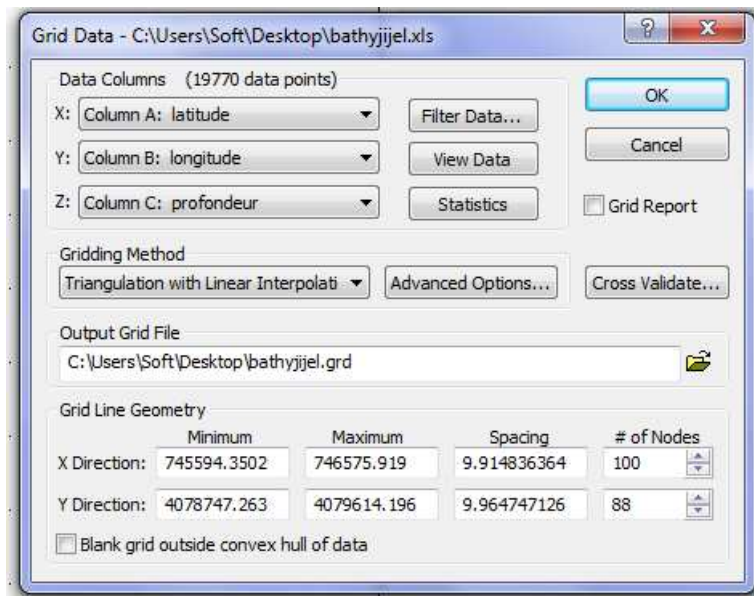 Grid Data - C:\Users\Soft\Desktop\bathyjijel.xls
Data Columns (19770 data points)
X: Column A: latitude
Filter Data...
OK
Y: Column B: longitude
View Data
Cancel
Z: Column C: profondeur
Statistics
Grid Report
Gridding Method
Triangulation with Linear Interpolati
Advanced Options...
Cross Validate...
Output Grid File
C:\Users\Soft\Desktop\bathyjijel.grd
Grid Line Geometry
Minimum Maximum Spacing # of Nodes
X Direction: 745594.3502 746575.919 9.914836364 100
Y Direction: 4078747.263 4079614.196 9.964747126 88
Blank grid outside convex hull of data